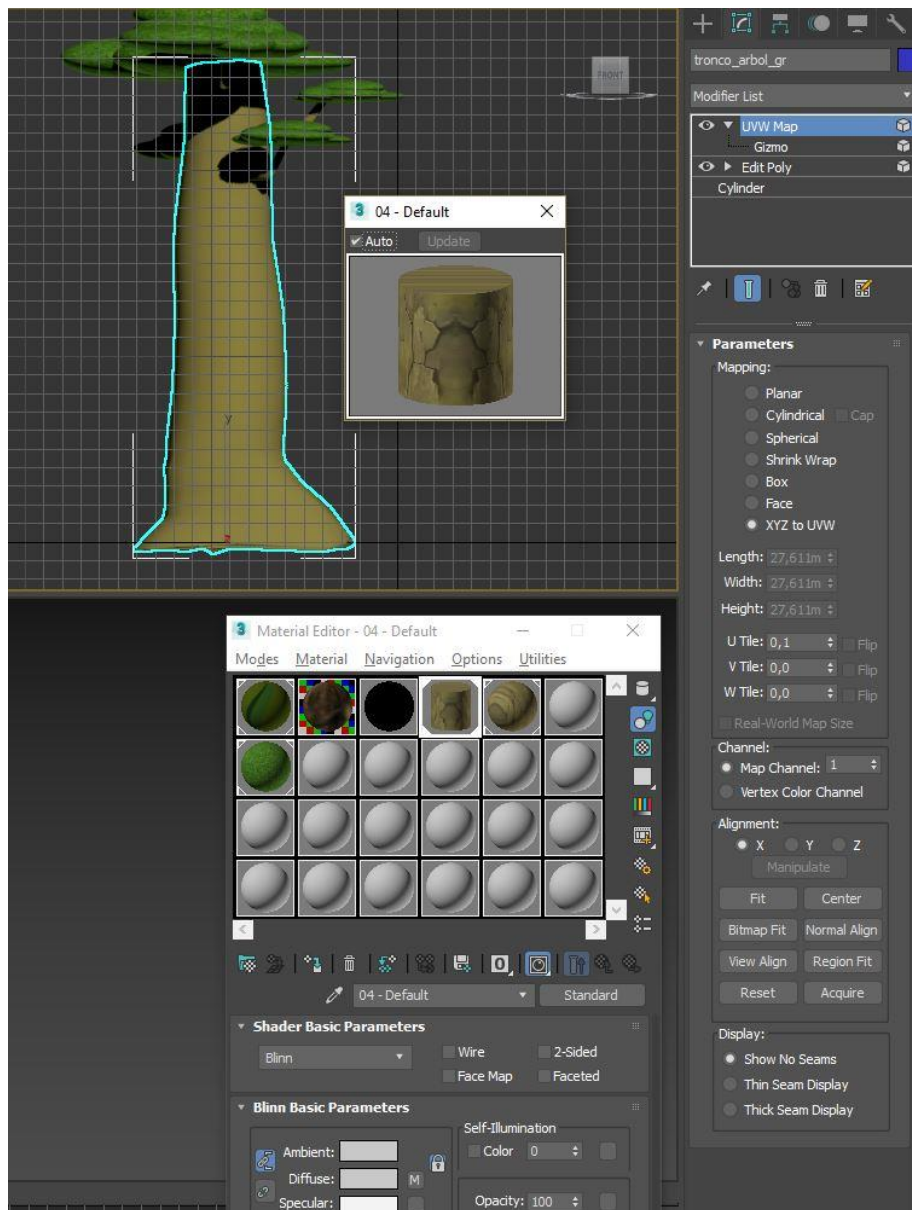 FRONT
y
z
04 - Default
Auto
Update
tronco_arbol_gr
Modifier List
UVW Map
Gizmo
Edit Poly
Cylinder
Parameters
Mapping:
Planar
Cylindrical Cap
Spherical
Shrink Wrap
Box
Face
XYZ to UVW
Length: 27,611m
Width: 27,611m
Height: 27,611m
U Tile: 0,1 Flip
V Tile: 0,0 Flip
W Tile: 0,0 Flip
Real-World Map Size
Channel:
Map Channel: 1
Vertex Color Channel
Alignment:
X Y Z
Manipulate
Fit Center
Bitmap Fit Normal Align
View Align Region Fit
Reset Acquire
Display:
Show No Seams
Thin Seam Display
Thick Seam Display
3 Material Editor - 04 - Default
Modes Material Navigation Options Utilities
0
04 - Default Standard
Shader Basic Parameters
Blinn Wire 2-Sided
Face Map Faceted
Blinn Basic Parameters
Self-Illumination
Ambient: Color 0
Diffuse: M
Specular: Opacity: 100